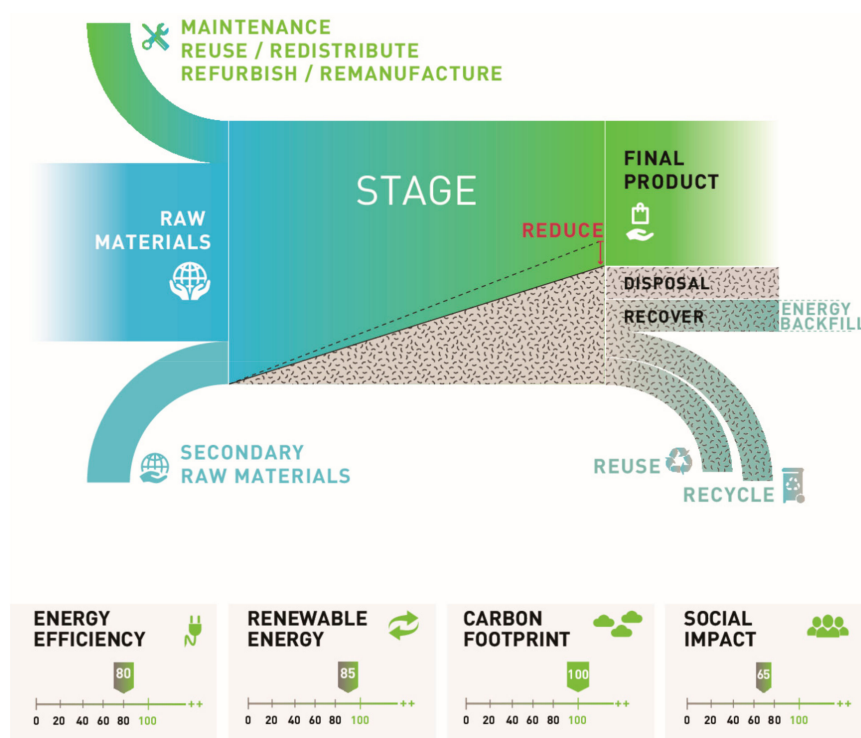 MAINTENANCE
REUSE / REDISTRIBUTE
REFURBISH / REMANUFACTURE
STAGE
FINAL
PRODUCT
RAW
MATERIALS
REDUCE
DISPOSAL
RECOVER
ENERGY
BACKFILL
SECONDARY
RAW MATERIALS
REUSE
RECYCLE
ENERGY
EFFICIENCY
80
0 20 40 60 80 100 ++
RENEWABLE
ENERGY
85
0 20 40 60 80 100 ++
CARBON
FOOTPRINT
100
0 20 40 60 80 100 ++
SOCIAL
IMPACT
65
0 20 40 60 80 100 ++